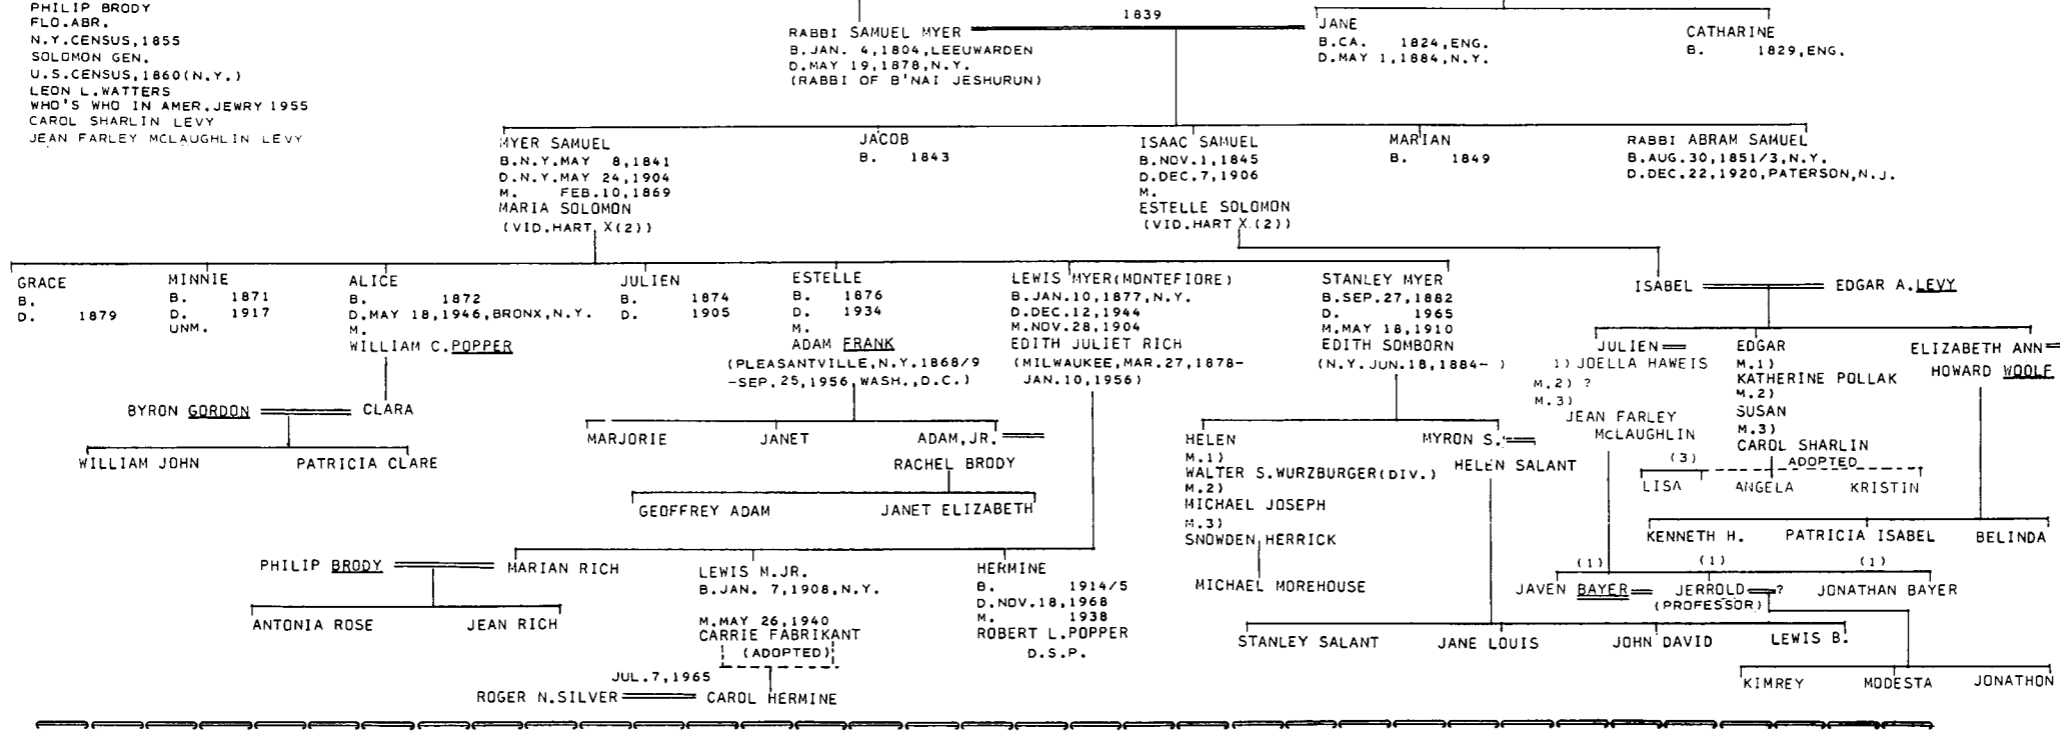 PHILIP BRODY
FLO.ABR.
N.Y.CENSUS,1855
SOLOMON GEN.
U.S.CENSUS,1860(N.Y.)
LEON L.WATTERS
WHO'S WHO IN AMER.JEWRY 1955
CAROL SHARLIN LEVY
JEAN FARLEY MCLAUGHLIN LEVY
1839
RABBI SAMUEL MYER
B.JAN. 4,1804,LEEUWARDEN
D.MAY 19,1878,N.Y.
(RABBI OF B'NAI JESHURUN)
JANE
B.CA. 1824,ENG.
D.MAY 1,1884,N.Y.
CATHARINE
B. 1829,ENG.
MYER SAMUEL
B.N.Y.MAY 8,1841
D.N.Y.MAY 24,1904
M. FEB.10,1869
MARIA SOLOMON
(VID.HART X(2))
JACOB
B. 1843
ISAAC SAMUEL
B.NOV.1,1845
D.DEC.7,1906
M.
ESTELLE SOLOMON
(VID.HART X.(2))
MARIAN
B. 1849
RABBI ABRAM SAMUEL
B.AUG.30,1851/3,N.Y.
D.DEC.22,1920,PATERSON,N.J.
GRACE
B.
D. 1879
MINNIE
B. 1871
D. 1917
UNM.
ALICE
B. 1872
D.MAY 18,1946,BRONX,N.Y.
M.
WILLIAM C.POPPER
JULIEN
B. 1874
D. 1905
ESTELLE
B. 1876
D. 1934
M.
ADAM FRANK
(PLEASANTVILLE,N.Y.1868/9
-SEP.25,1956,WASH.,D.C.)
LEWIS MYER(MONTEFIORE)
B.JAN.10,1877,N.Y.
D.DEC.12,1944
M.NOV.28,1904
EDITH JULIET RICH
(MILWAUKEE,MAR.27,1878-
JAN.10,1956)
STANLEY MYER
B.SEP.27,1882
D. 1965
M.MAY 18,1910
EDITH SOMBORN
(N.Y.JUN.18,1884- )
ISABEL
EDGAR A.LEVY
JULIEN
1) JOELLA HAWEIS
M.2) ?
M.3)
JEAN FARLEY
MCLAUGHLIN
EDGAR
M.1)
KATHERINE POLLAK
M.2)
SUSAN
M.3)
CAROL SHARLIN
ELIZABETH ANN
HOWARD WOOLF
BYRON GORDON
CLARA
WILLIAM JOHN
PATRICIA CLARE
MARJORIE
JANET
ADAM,JR.
RACHEL BRODY
GEOFFREY ADAM
JANET ELIZABETH
HELEN
M.1)
WALTER S.WURZBURGER(DIV.)
M.2)
MICHAEL JOSEPH
M.3)
SNOWDEN HERRICK
MICHAEL MOREHOUSE
MYRON S.
HELEN SALANT
(3)
ADOPTED
LISA
ANGELA
KRISTIN
KENNETH H.
PATRICIA ISABEL
BELINDA
PHILIP BRODY
MARIAN RICH
ANTONIA ROSE
JEAN RICH
LEWIS M.JR.
B.JAN. 7,1908,N.Y.
M.MAY 26,1940
CARRIE FABRIKANT
(ADOPTED)
HERMINE
B. 1914/5
D.NOV.18,1968
M. 1938
ROBERT L.POPPER
D.S.P.
(1)
(1)
(1)
JAVEN BAYER
JERROLD
?
(PROFESSOR)
JONATHAN BAYER
STANLEY SALANT
JANE LOUIS
JOHN DAVID
LEWIS B.
JUL.7,1965
ROGER N.SILVER
CAROL HERMINE
KIMREY
MODESTA
JONATHON